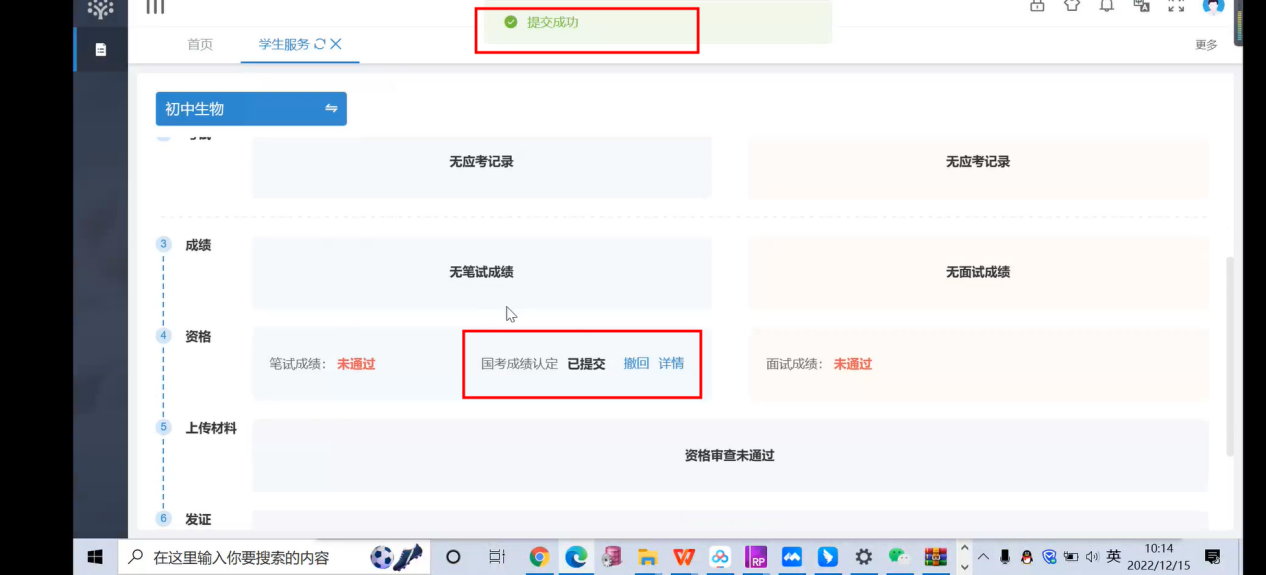 提交成功
首页 学生服务 更多
初中生物
无应考记录 无应考记录
3 成绩
无笔试成绩 无面试成绩
4 资格
笔试成绩： 未通过 国考成绩认定 已提交 撤回 详情 面试成绩： 未通过
5 上传材料
资格审查未通过
6 发证
在这里输入你要搜索的内容
RP
英
10:14
2022/12/15